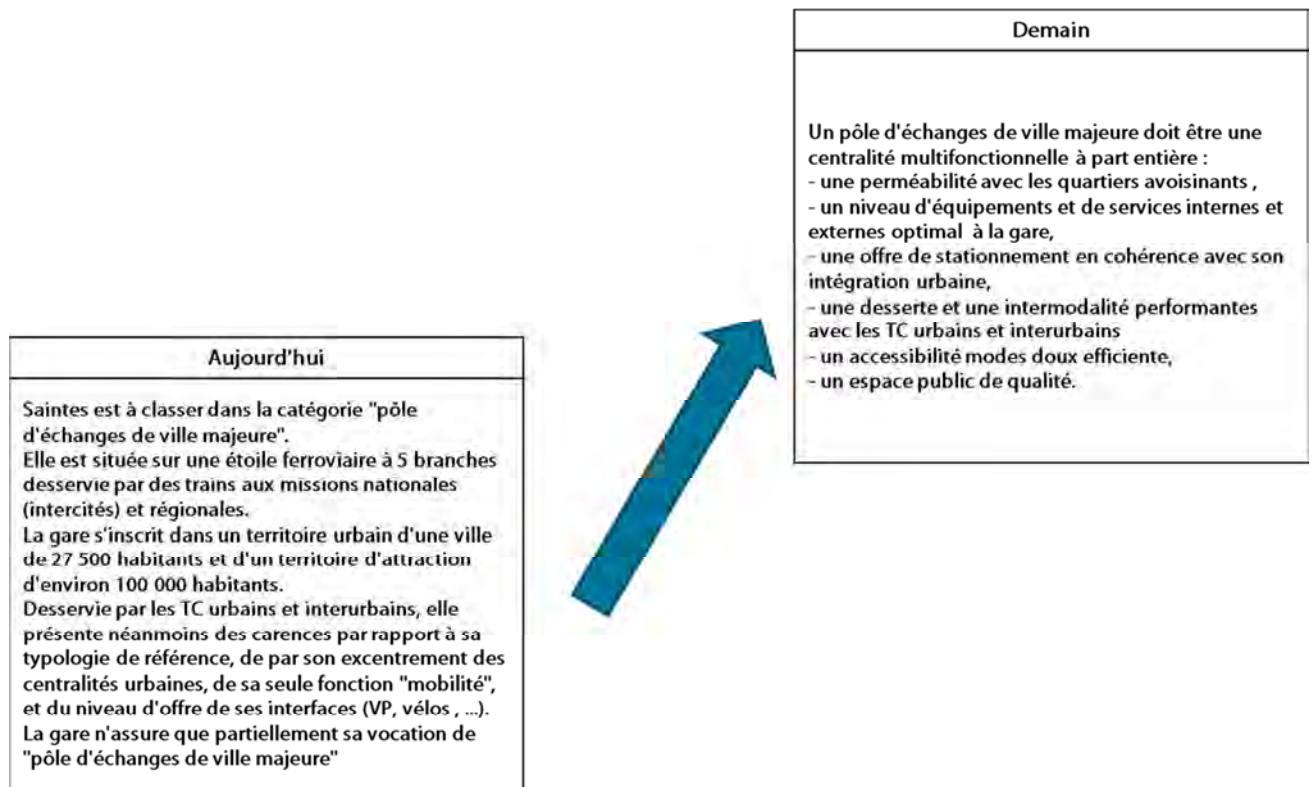 Demain
Un pôle d'échanges de ville majeure doit être une
centralité multifonctionnelle à part entière :
- une perméabilité avec les quartiers avoisinants ,
- un niveau d'équipements et de services internes et
externes optimal à la gare,
- une offre de stationnement en cohérence avec son
intégration urbaine,
- une desserte et une intermodalité performantes
avec les TC urbains et interurbains
- un accessibilité modes doux efficiente,
- un espace public de qualité.
Aujourd'hui
Saintes est à classer dans la catégorie "pôle
d'échanges de ville majeure".
Elle est située sur une étoile ferroviaire à 5 branches
desservie par des trains aux missions nationales
(intercités) et régionales.
La gare s'inscrit dans un territoire urbain d'une ville
de 27 500 habitants et d'un territoire d'attraction
d'environ 100 000 habitants.
Desservie par les TC urbains et interurbains, elle
présente néanmoins des carences par rapport à sa
typologie de référence, de par son excentrement des
centralités urbaines, de sa seule fonction "mobilité",
et du niveau d'offre de ses interfaces (VP, vélos , ...).
La gare n'assure que partiellement sa vocation de
"pôle d'échanges de ville majeure"